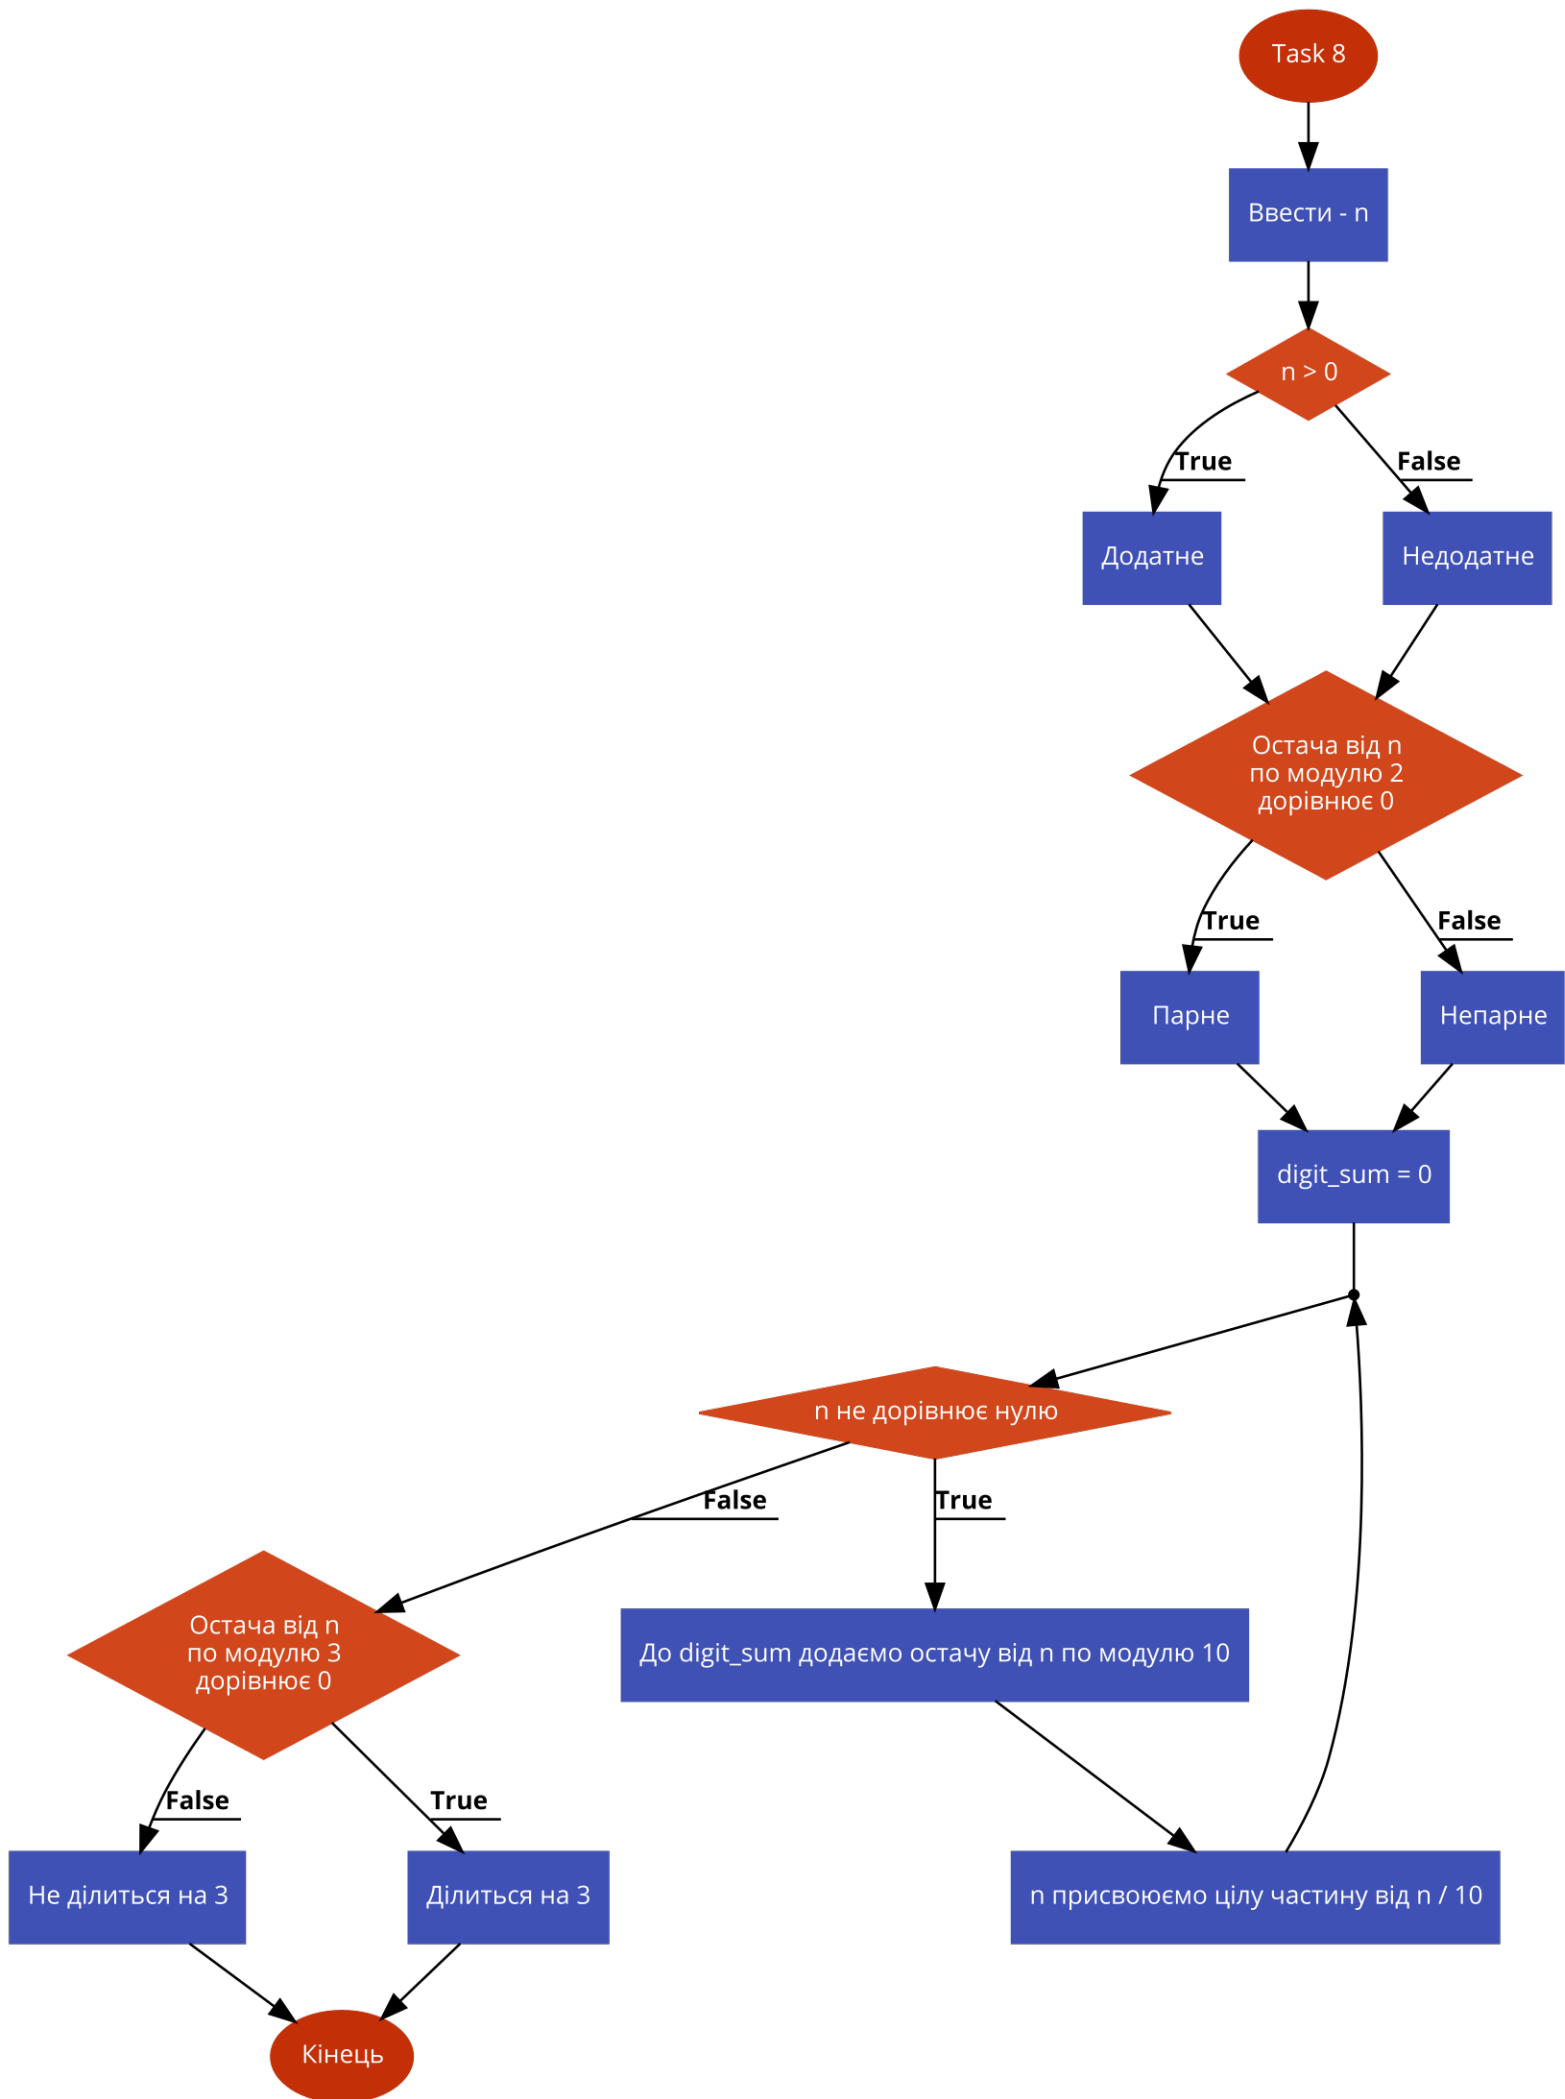 Task 8
Ввести - n
n > 0
True
False
Додатне
Недодатне
Остача від n
по модулю 2
дорівнює 0
True
False
Парне
Непарне
digit_sum = 0
n не дорівнює нулю
False
True
Остача від n
по модулю 3
дорівнює 0
До digit_sum додаємо остачу від n по модулю 10
False
True
Не ділиться на 3
Ділиться на 3
n присвоюємо цілу частину від n / 10
Кінець